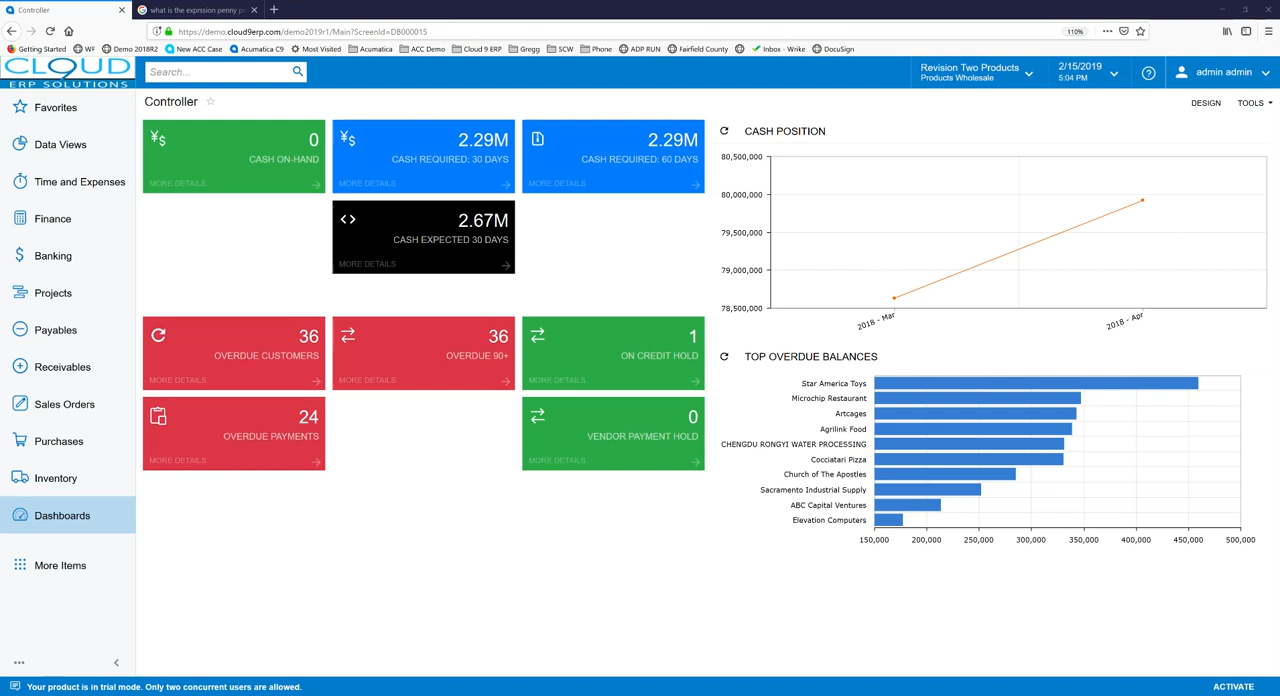 Controller
what is the exprssion penny po
https://demo.cloud9erp.com/demo2019r1/Main?ScreenId=DB000015
110%
Getting Started WF Demo 2018R2 New ACC Case Acumatica C9 Most Visited Acumatica ACC Demo Cloud 9 ERP Gregg SCW Phone ADP RUN Fairfield County Inbox - Wrike DocuSign
CLOUD
ERP SOLUTIONS
Search...
Revision Two Products
Products Wholesale
2/15/2019
5:04 PM
admin admin
Favorites
Data Views
Time and Expenses
Finance
Banking
Projects
Payables
Receivables
Sales Orders
Purchases
Inventory
Dashboards
More Items
Controller
DESIGN
TOOLS
0
CASH ON-HAND
MORE DETAILS
2.29M
CASH REQUIRED: 30 DAYS
MORE DETAILS
2.29M
CASH REQUIRED: 60 DAYS
MORE DETAILS
2.67M
CASH EXPECTED 30 DAYS
MORE DETAILS
36
OVERDUE CUSTOMERS
MORE DETAILS
36
OVERDUE 90+
MORE DETAILS
1
ON CREDIT HOLD
MORE DETAILS
24
OVERDUE PAYMENTS
MORE DETAILS
0
VENDOR PAYMENT HOLD
MORE DETAILS
CASH POSITION
80,500,000
80,000,000
79,500,000
79,000,000
78,500,000
2018 - Mar
2018 - Apr
TOP OVERDUE BALANCES
Star America Toys
Microchip Restaurant
Artcages
Agrilink Food
CHENGDU RONGYI WATER PROCESSING
Cocciatari Pizza
Church of The Apostles
Sacramento Industrial Supply
ABC Capital Ventures
Elevation Computers
150,000 200,000 250,000 300,000 350,000 400,000 450,000 500,000
Your product is in trial mode. Only two concurrent users are allowed.
ACTIVATE